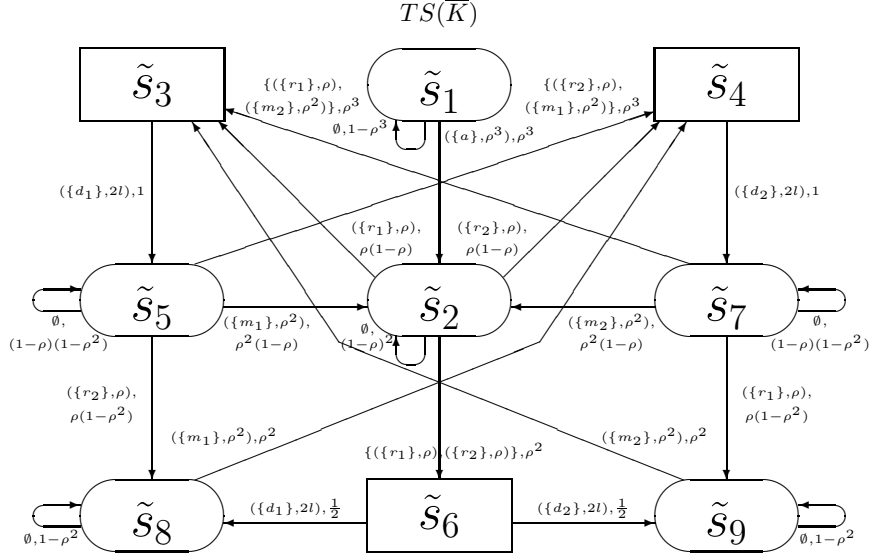 TS(K̅)
s̃₃
{({r₁},ρ),
({m₂},ρ²)},ρ³
s̃₁
{({r₂},ρ),
({m₁},ρ²)},ρ³
s̃₄
∅,1−ρ³
({a},ρ³),ρ³
({d₁},2l),1
({d₂},2l),1
({r₁},ρ),
ρ(1−ρ)
({r₂},ρ),
ρ(1−ρ)
s̃₅
s̃₂
s̃₇
∅,
(1−ρ)(1−ρ²)
({m₁},ρ²),
ρ²(1−ρ)
∅,
(1−ρ)²
({m₂},ρ²),
ρ²(1−ρ)
∅,
(1−ρ)(1−ρ²)
({r₂},ρ),
ρ(1−ρ²)
({r₁},ρ),
ρ(1−ρ²)
({m₁},ρ²),ρ²
({m₂},ρ²),ρ²
{({r₁},ρ),({r₂},ρ)},ρ²
s̃₈
({d₁},2l),½
s̃₆
({d₂},2l),½
s̃₉
∅,1−ρ²
∅,1−ρ²